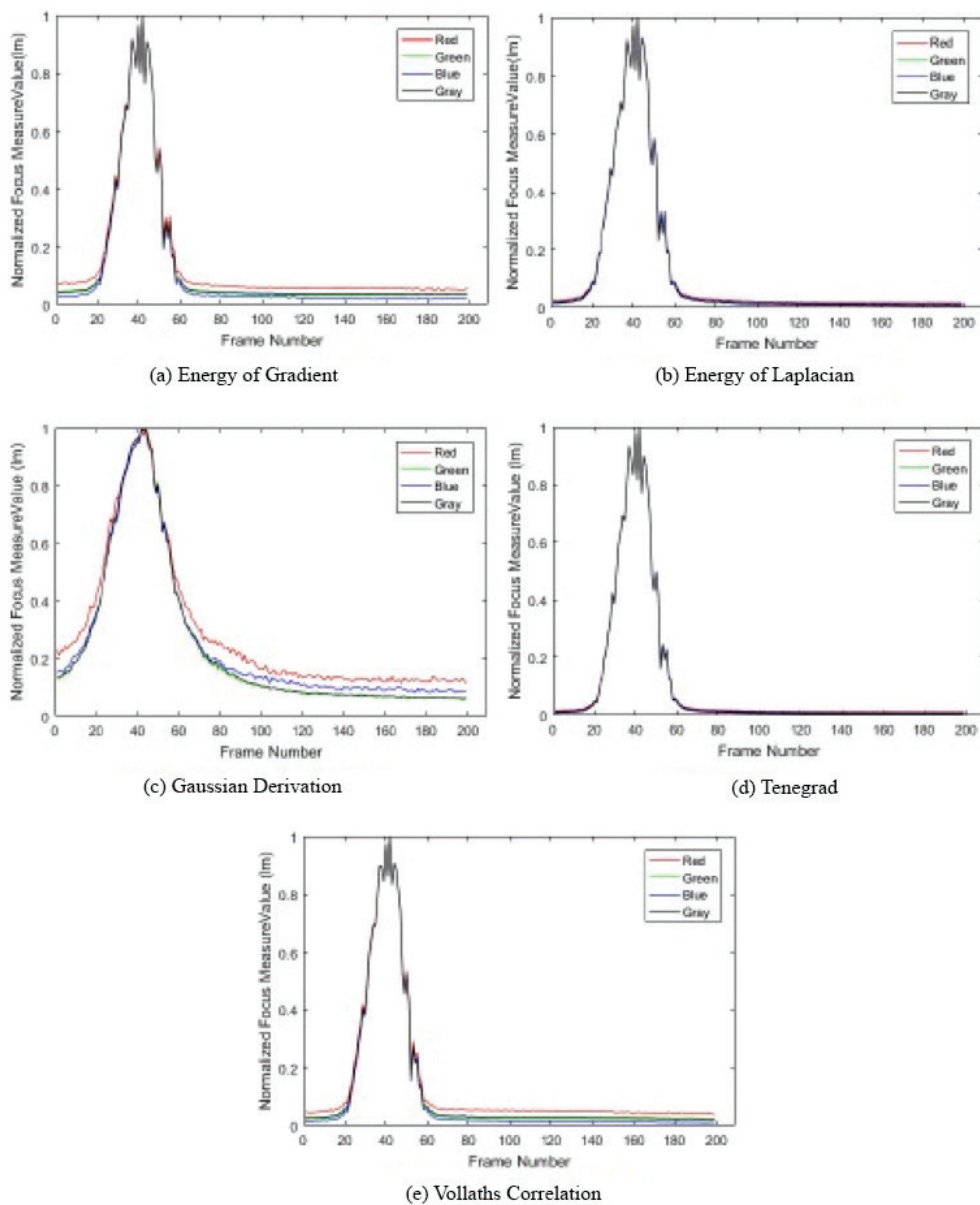 Normalized Focus MeasureValue(Im)
1
0.8
0.6
0.4
0.2
0
0 20 40 60 80 100 120 140 160 180 200
Frame Number
Red
Green
Blue
Gray
(a) Energy of Gradient
Normalized Focus MeasureValue (Im)
1
0.8
0.6
0.4
0.2
0
0 20 40 60 80 100 120 140 160 180 200
Frame Number
Red
Green
Blue
Gray
(b) Energy of Laplacian
Normalized Focus MeasureValue (Im)
1
0.8
0.6
0.4
0.2
0
0 20 40 60 80 100 120 140 160 180 200
Frame Number
Red
Green
Blue
Gray
(c) Gaussian Derivation
Normalized Focus MeasureValue (Im)
1
0.8
0.6
0.4
0.2
0
0 20 40 60 80 100 120 140 160 180 200
Frame Number
Red
Green
Blue
Gray
(d) Tenegrad
Normalized Focus MeasureValue (Im)
1
0.8
0.6
0.4
0.2
0
0 20 40 60 80 100 120 140 160 180 200
Frame Number
Red
Green
Blue
Gray
(e) Vollaths Correlation